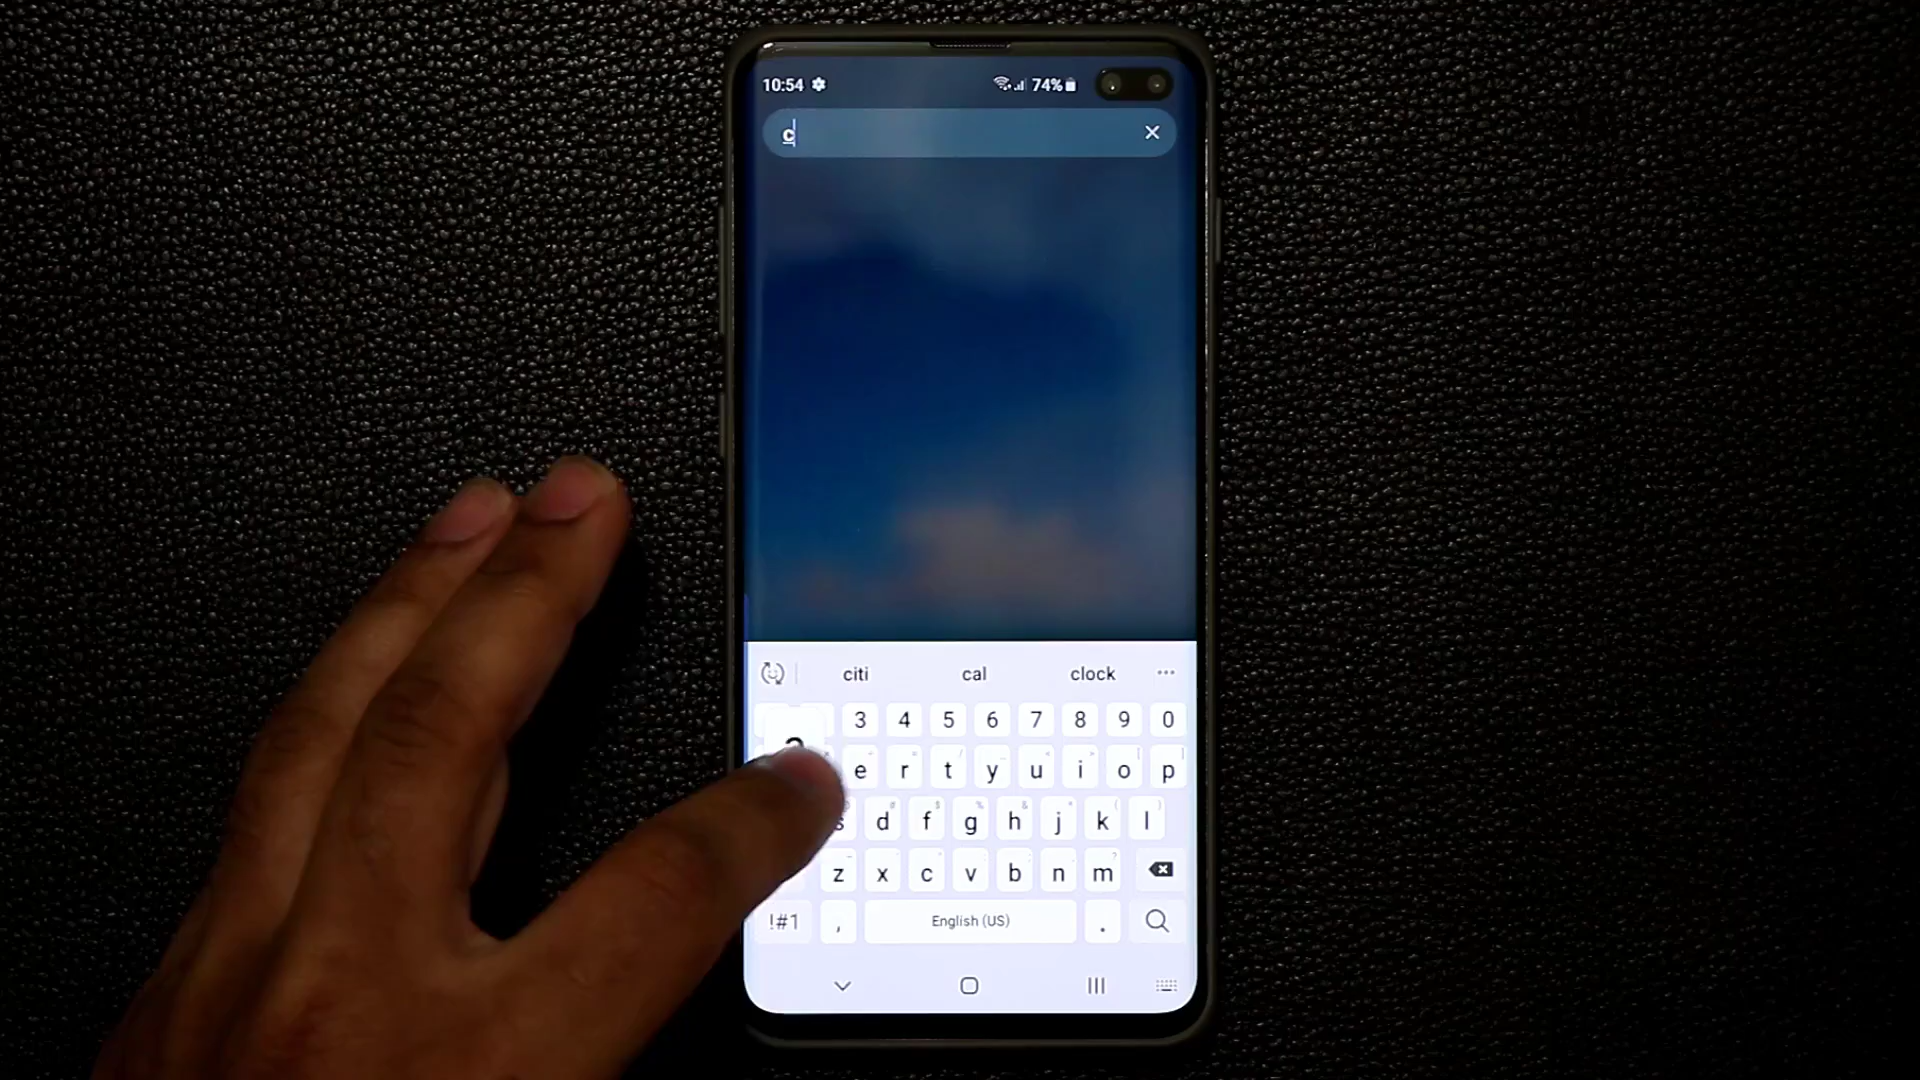 10:54 74%
c
citi cal clock
3 4 5 6 7 8 9 0
e r t y u i o p
s d f g h j k l
z x c v b n m
!#1 , English (US) .